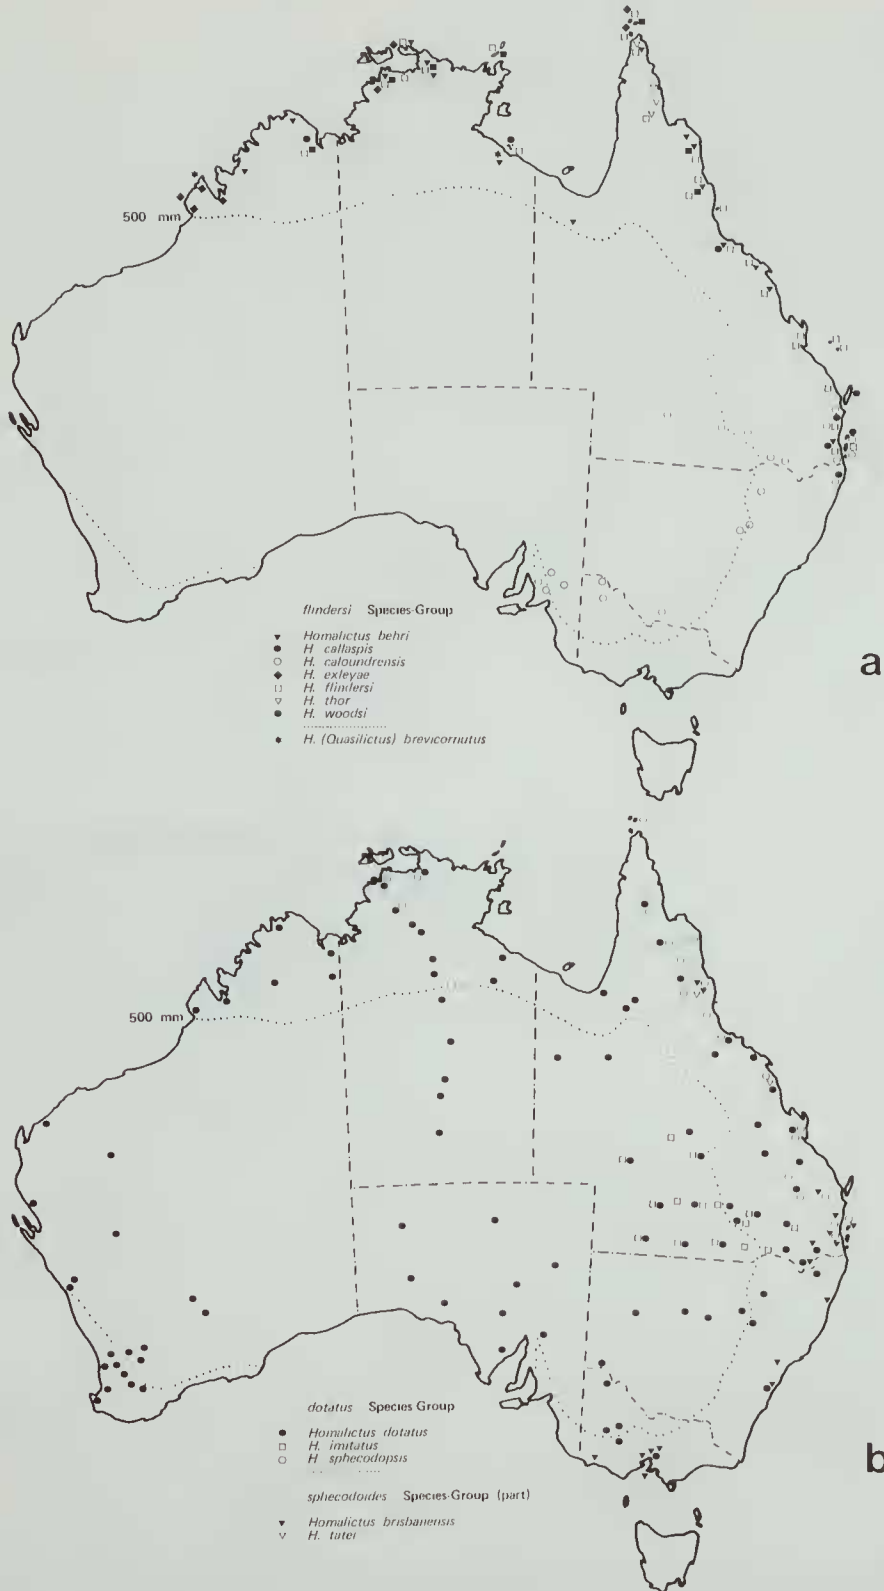 500 mm
flindersi Species-Group
Homalictus behri
H. callaspis
H. caloundrensis
H. exleyae
H. flindersi
H. thor
H. woodsi
H. (Quasilictus) brevicornutus
a
500 mm
dotatus Species Group
Homalictus dotatus
H. imitatus
H sphecodopsis
sphecodoides Species-Group (part)
Homalictus brisbanensis
H. tatei
b